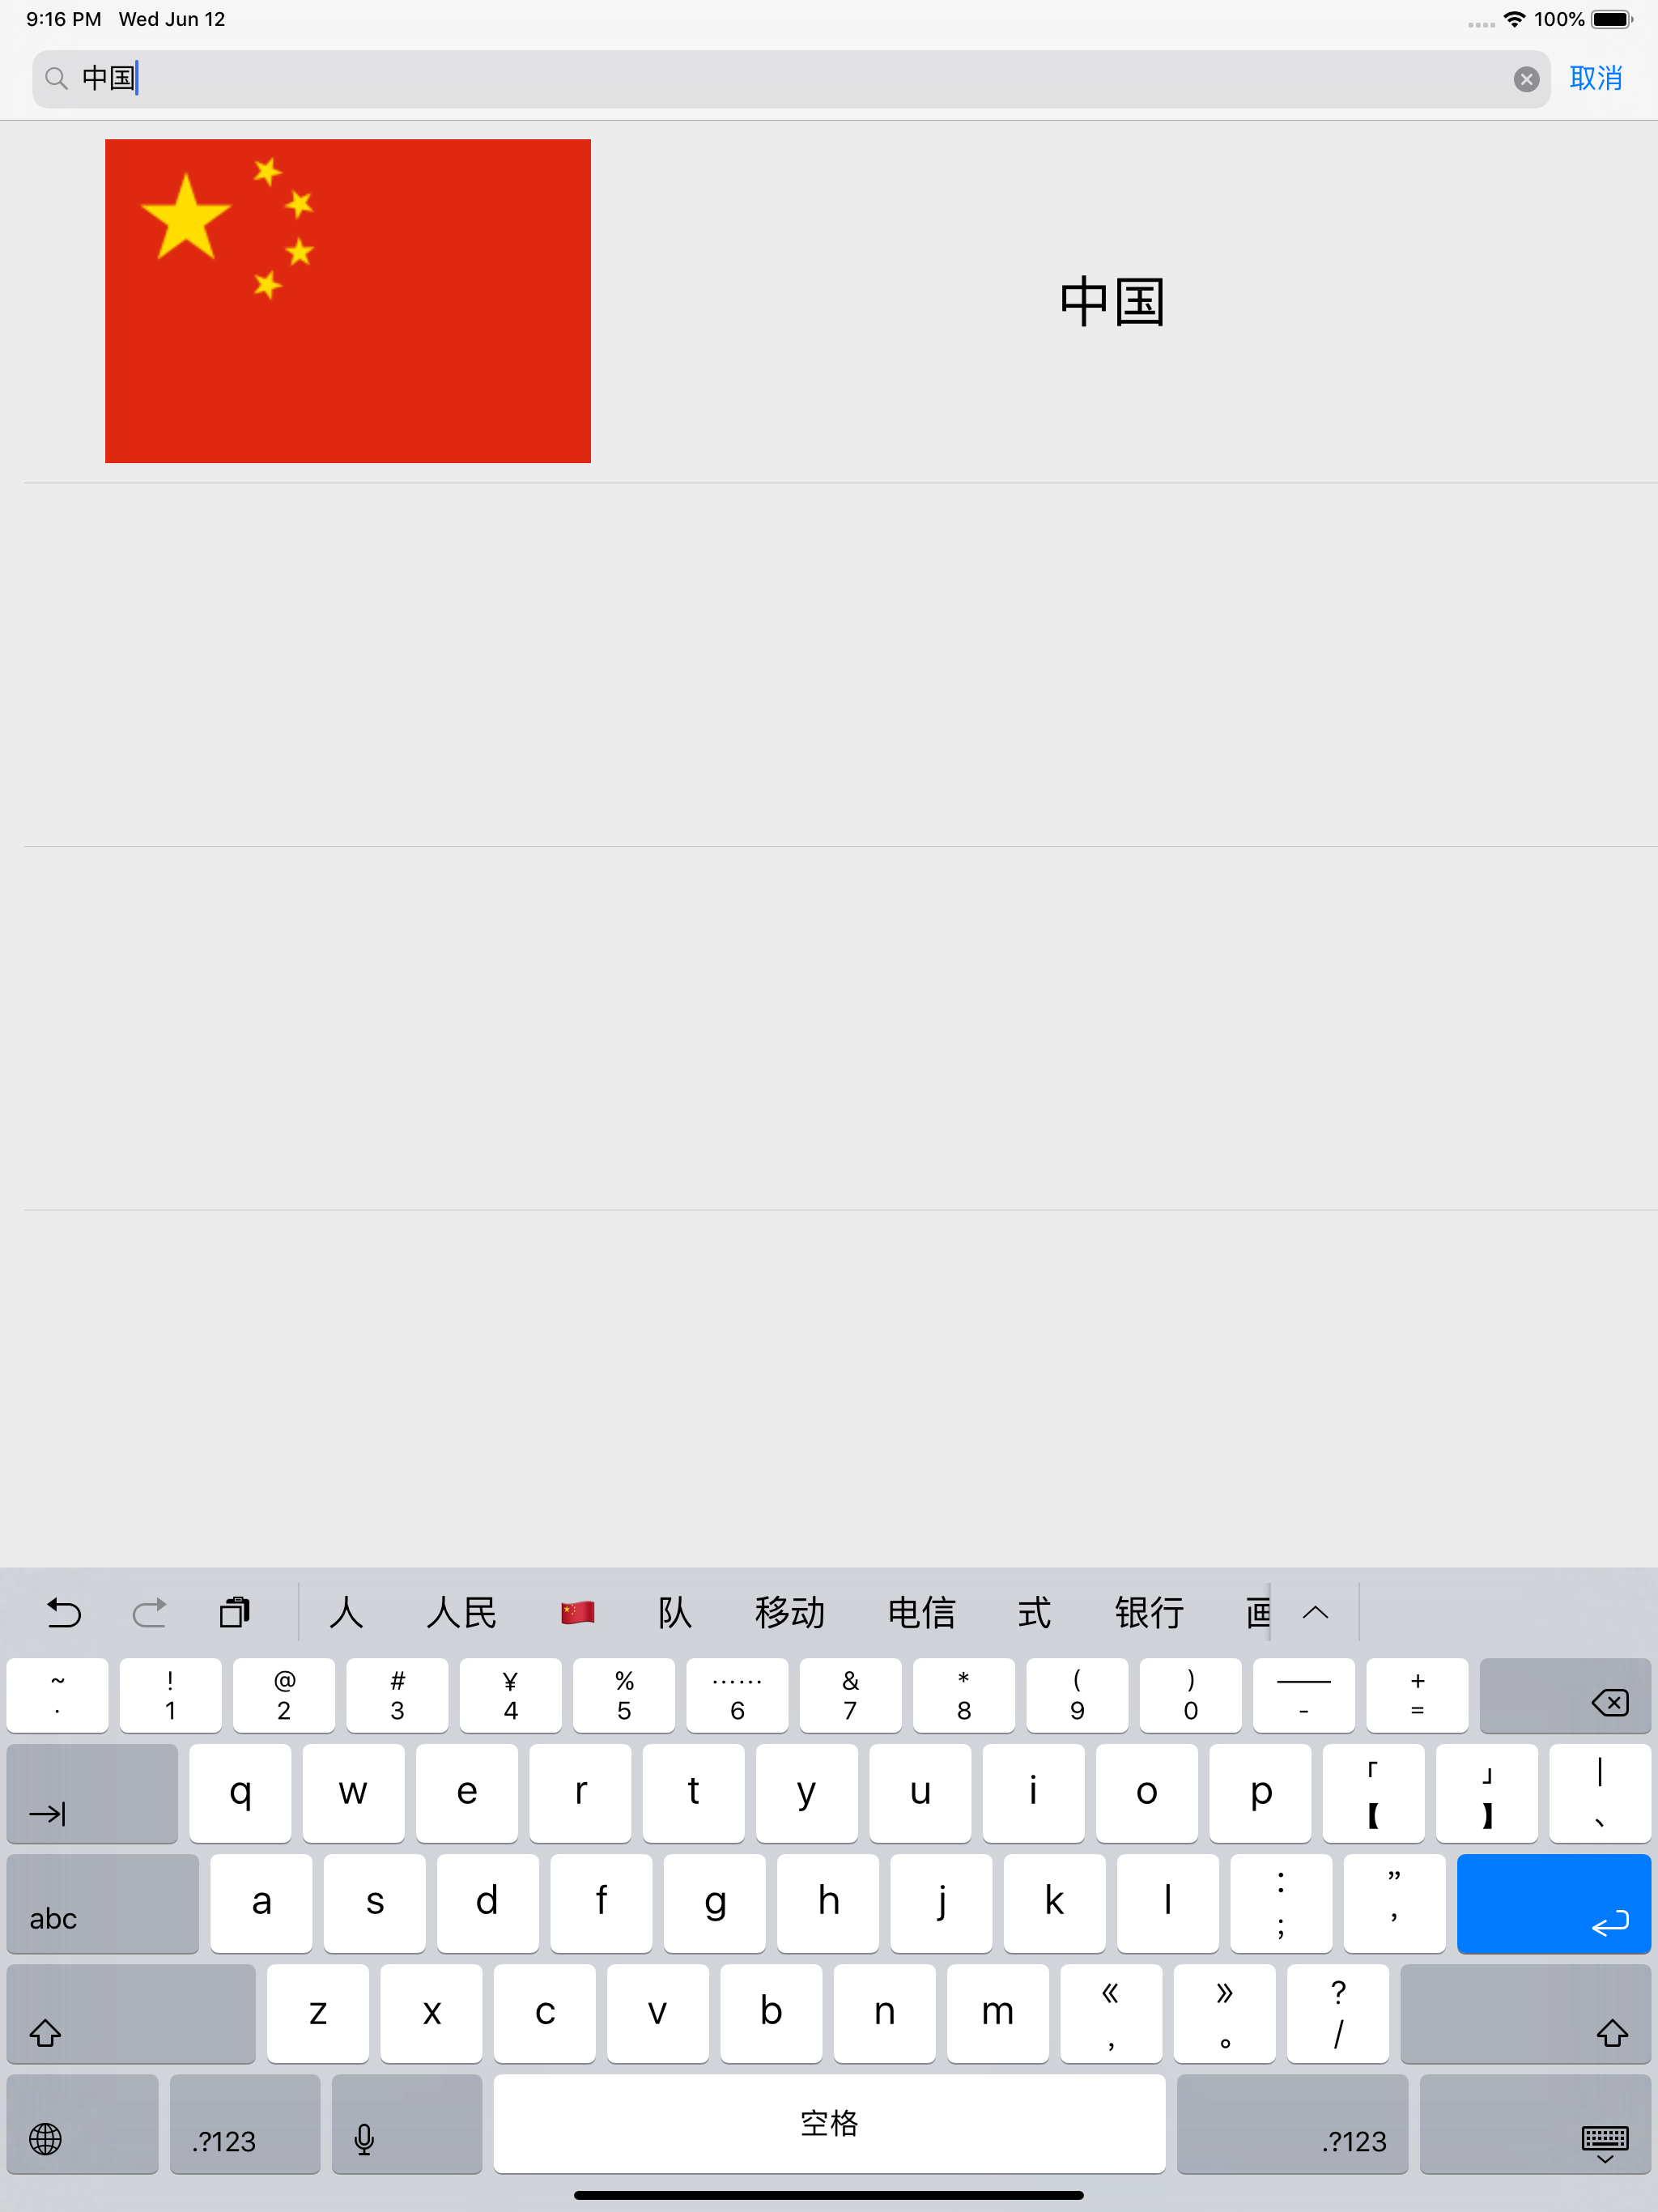 9:16 PM Wed Jun 12 100%
中国 取消
中国
人 人民 🇨🇳 队 移动 电信 式 银行
~ ! @ # ¥ % …… & * ( ) —— +
· 1 2 3 4 5 6 7 8 9 0 - =
q w e r t y u i o p 「 」 |
【 】 、
abc a s d f g h j k l : ”
; ’
z x c v b n m 《 》 ?
, 。 /
.?123 空格 .?123